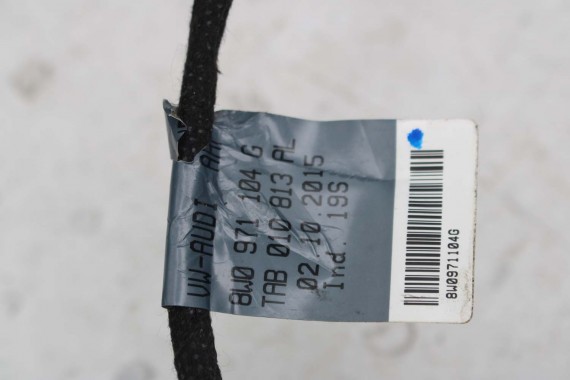 VW-AUDI
8W0 971 104 G
TAB 010 813 AL
02.10.2015
Ind. 19S
8W0971104G